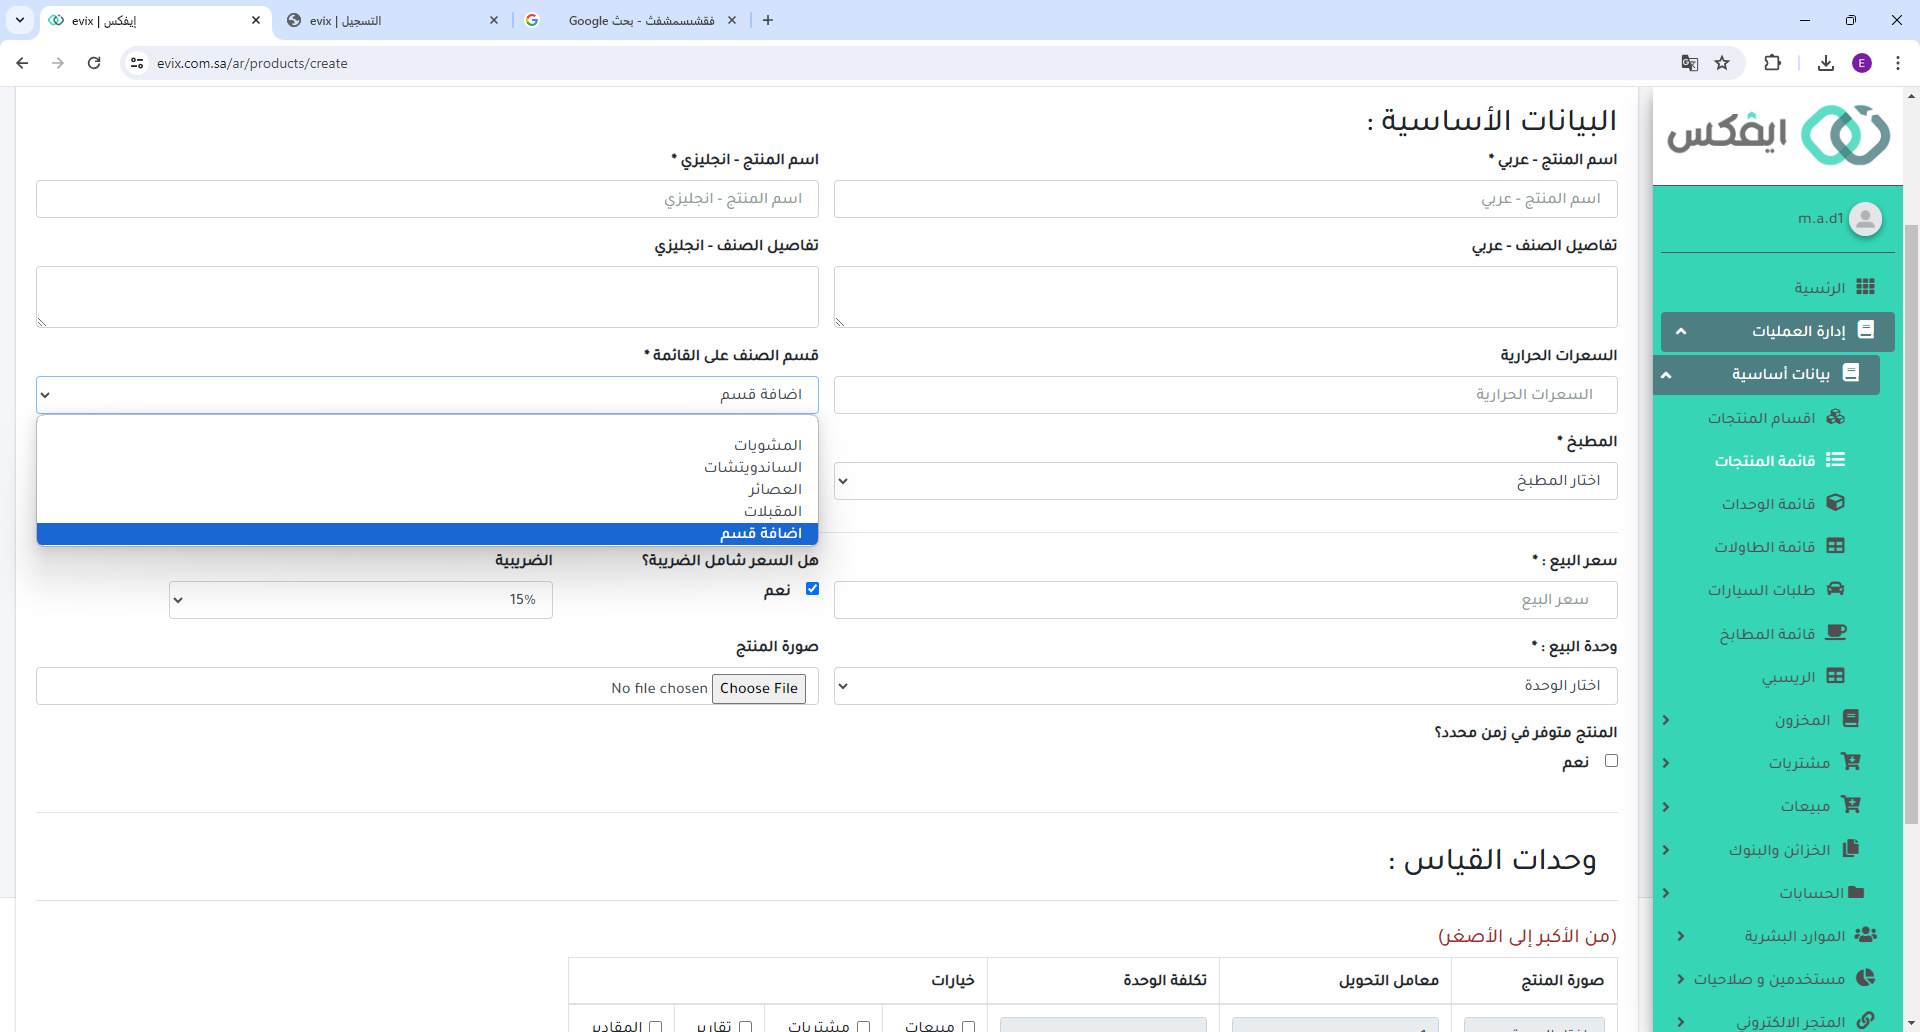 إيفكس | evix
التسجيل | evix
فقشسمشفث - بحث Google
evix.com.sa/ar/products/create
E
ايفكس
m.a.d1
الرئسية
إدارة العمليات
بيانات أساسية
اقسام المنتجات
قائمة المنتجات
قائمة الوحدات
قائمة الطاولات
طلبات السيارات
قائمة المطابخ
الريسبي
المخزون
مشتريات
مبيعات
الخزائن والبنوك
الحسابات
الموارد البشرية
مستخدمين و صلاحيات
المتجر الالكتروني
البيانات الأساسية :
اسم المنتج - عربي *
اسم المنتج - انجليزي *
اسم المنتج - عربي
اسم المنتج - انجليزي
تفاصيل الصنف - عربي
تفاصيل الصنف - انجليزي
السعرات الحرارية
قسم الصنف على القائمة *
السعرات الحرارية
اضافة قسم
المشويات
الساندويتشات
العصائر
المقبلات
اضافة قسم
المطبخ *
اختار المطبخ
سعر البيع : *
هل السعر شامل الضريبة؟
الضريبية
سعر البيع
نعم
15%
وحدة البيع : *
صورة المنتج
اختار الوحدة
Choose File No file chosen
المنتج متوفر في زمن محدد؟
نعم
وحدات القياس :
(من الأكبر إلى الأصغر)
صورة المنتج
معامل التحويل
تكلفة الوحدة
خيارات
مبيعات
مشتريات
تقارير
المقادير